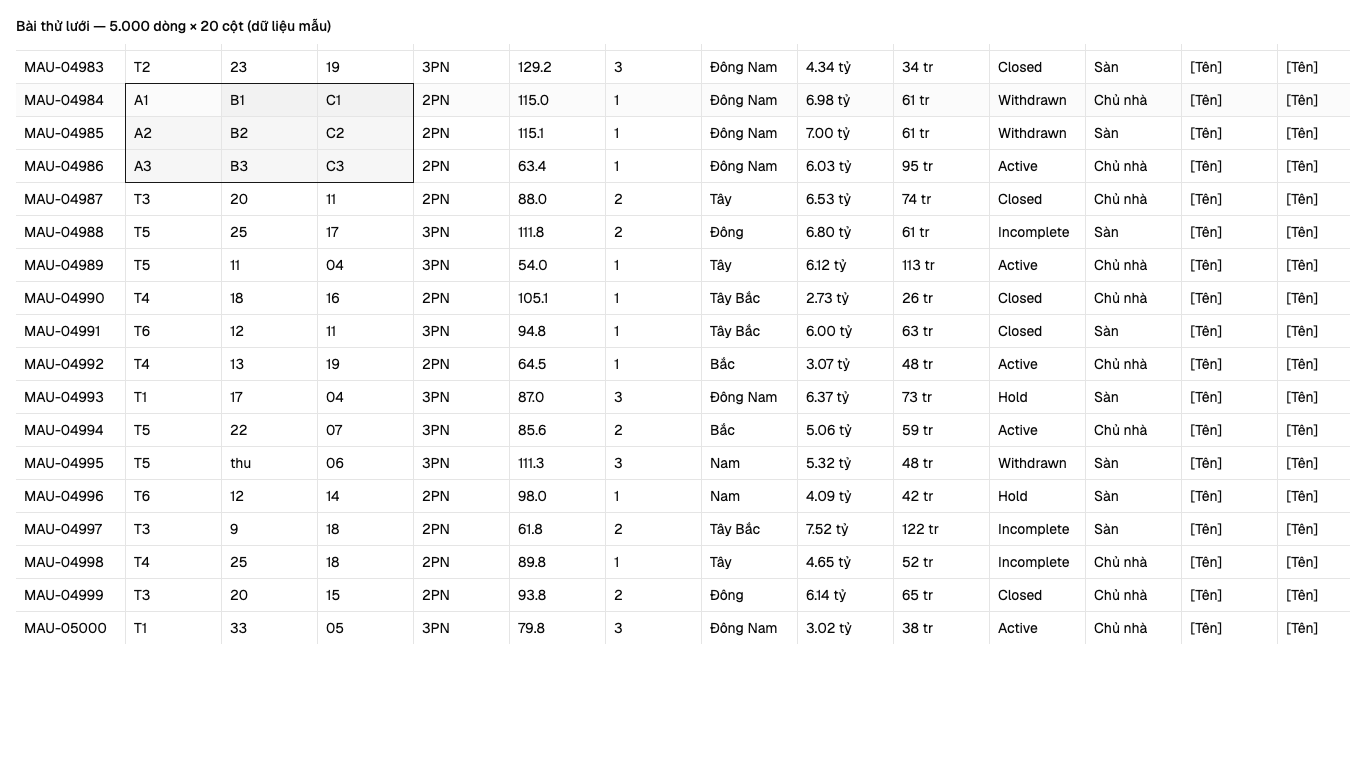 Bài thử lưới — 5.000 dòng × 20 cột (dữ liệu mẫu)
MAU-04983 T2 23 19 3PN 129.2 3 Đông Nam 4.34 tỷ 34 tr Closed Sàn [Tên] [Tên]
MAU-04984 A1 B1 C1 2PN 115.0 1 Đông Nam 6.98 tỷ 61 tr Withdrawn Chủ nhà [Tên] [Tên]
MAU-04985 A2 B2 C2 2PN 115.1 1 Đông Nam 7.00 tỷ 61 tr Withdrawn Sàn [Tên] [Tên]
MAU-04986 A3 B3 C3 2PN 63.4 1 Đông Nam 6.03 tỷ 95 tr Active Chủ nhà [Tên] [Tên]
MAU-04987 T3 20 11 2PN 88.0 2 Tây 6.53 tỷ 74 tr Closed Chủ nhà [Tên] [Tên]
MAU-04988 T5 25 17 3PN 111.8 2 Đông 6.80 tỷ 61 tr Incomplete Sàn [Tên] [Tên]
MAU-04989 T5 11 04 3PN 54.0 1 Tây 6.12 tỷ 113 tr Active Chủ nhà [Tên] [Tên]
MAU-04990 T4 18 16 2PN 105.1 1 Tây Bắc 2.73 tỷ 26 tr Closed Chủ nhà [Tên] [Tên]
MAU-04991 T6 12 11 3PN 94.8 1 Tây Bắc 6.00 tỷ 63 tr Closed Sàn [Tên] [Tên]
MAU-04992 T4 13 19 2PN 64.5 1 Bắc 3.07 tỷ 48 tr Active Chủ nhà [Tên] [Tên]
MAU-04993 T1 17 04 3PN 87.0 3 Đông Nam 6.37 tỷ 73 tr Hold Sàn [Tên] [Tên]
MAU-04994 T5 22 07 3PN 85.6 2 Bắc 5.06 tỷ 59 tr Active Chủ nhà [Tên] [Tên]
MAU-04995 T5 thu 06 3PN 111.3 3 Nam 5.32 tỷ 48 tr Withdrawn Sàn [Tên] [Tên]
MAU-04996 T6 12 14 2PN 98.0 1 Nam 4.09 tỷ 42 tr Hold Sàn [Tên] [Tên]
MAU-04997 T3 9 18 2PN 61.8 2 Tây Bắc 7.52 tỷ 122 tr Incomplete Sàn [Tên] [Tên]
MAU-04998 T4 25 18 2PN 89.8 1 Tây 4.65 tỷ 52 tr Incomplete Chủ nhà [Tên] [Tên]
MAU-04999 T3 20 15 2PN 93.8 2 Đông 6.14 tỷ 65 tr Closed Chủ nhà [Tên] [Tên]
MAU-05000 T1 33 05 3PN 79.8 3 Đông Nam 3.02 tỷ 38 tr Active Chủ nhà [Tên] [Tên]